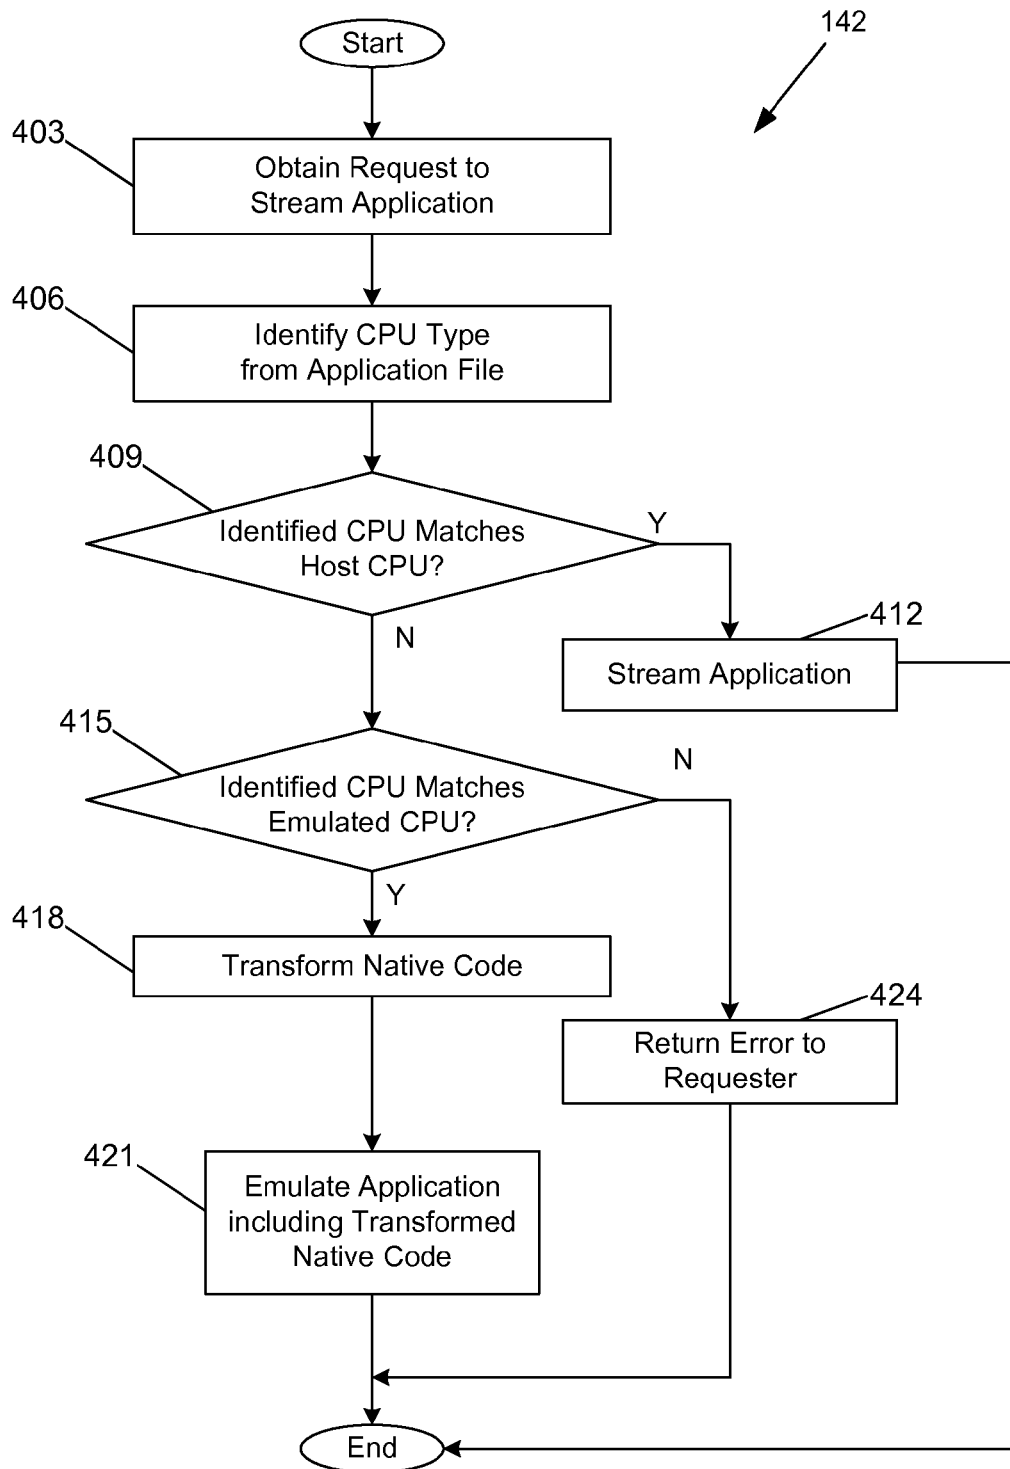 142
Start
403
Obtain Request to
Stream Application
406
Identify CPU Type
from Application File
409
Identified CPU Matches
Host CPU?
Y
N
412
Stream Application
415
Identified CPU Matches
Emulated CPU?
N
Y
418
Transform Native Code
424
Return Error to
Requester
421
Emulate Application
including Transformed
Native Code
End